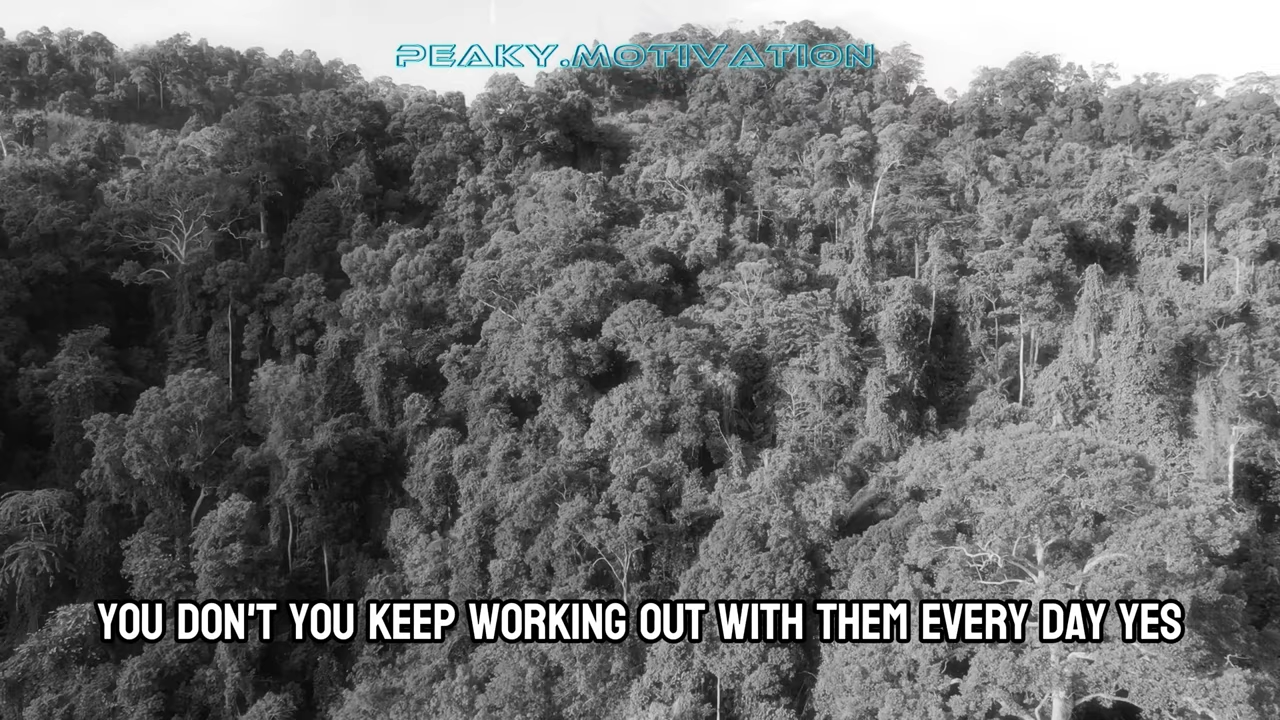 PEAKY.MOTIVATION
YOU DON'T YOU KEEP WORKING OUT WITH THEM EVERY DAY YES